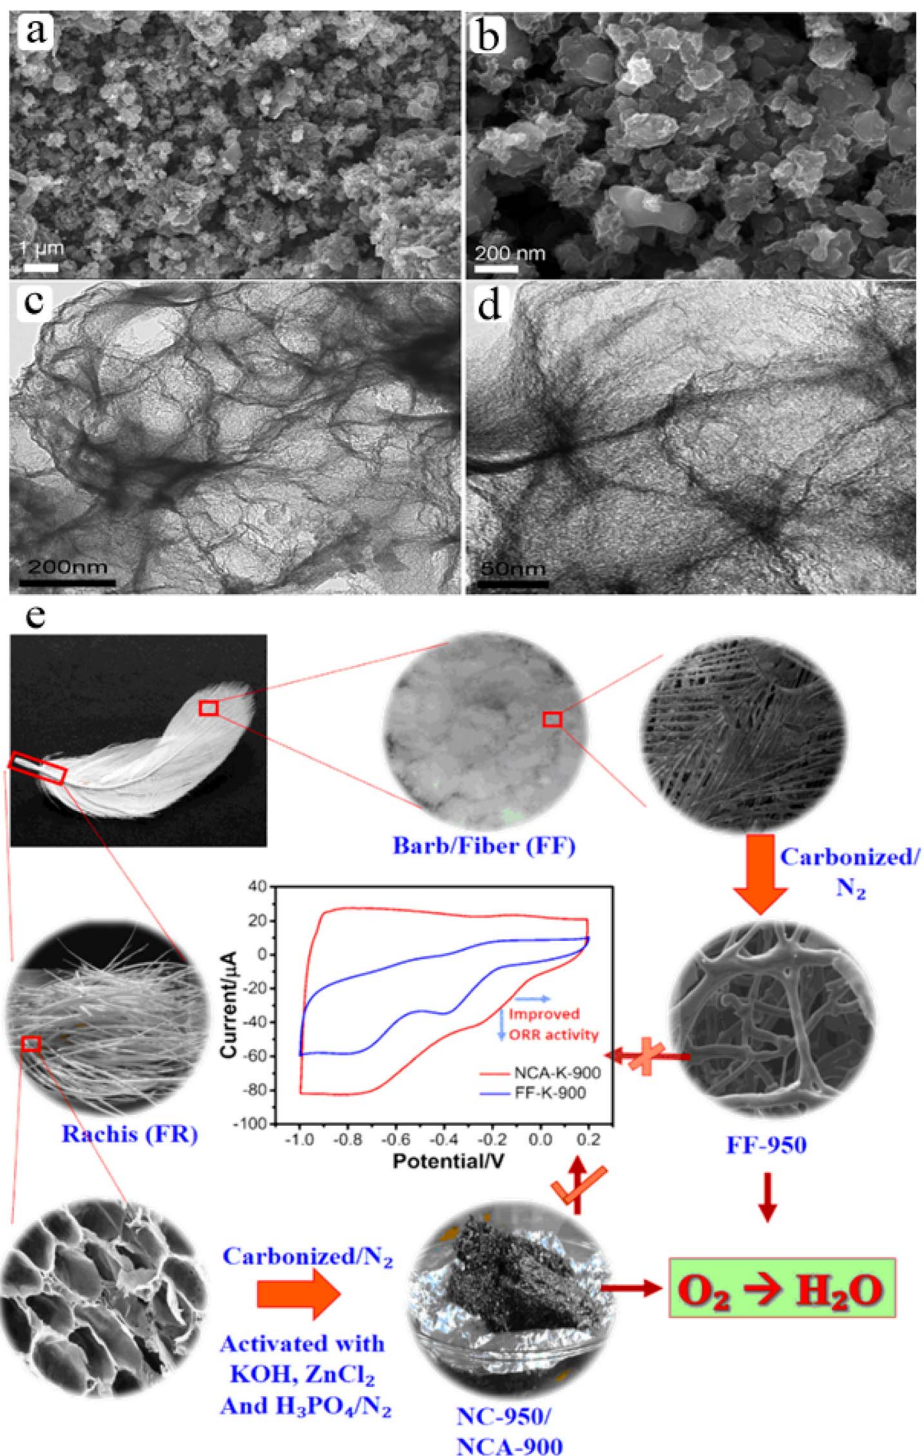 a
b
1 μm
200 nm
c
d
200nm
50nm
e
Barb/Fiber (FF)
Carbonized/
N₂
40
20
0
-20
-40
-60
-80
-100
Current/μA
Improved
ORR activity
NCA-K-900
FF-K-900
-1.0 -0.8 -0.6 -0.4 -0.2 0.0 0.2
Potential/V
Rachis (FR)
FF-950
Carbonized/N₂
Activated with
KOH, ZnCl₂
And H₃PO₄/N₂
O₂ → H₂O
NC-950/
NCA-900